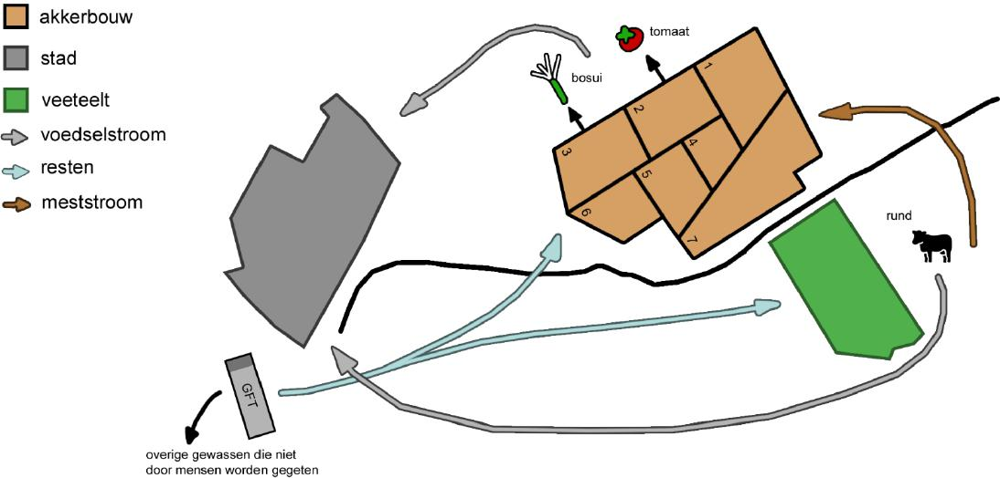 akkerbouw
stad
veeteelt
voedselstroom
resten
meststroom
tomaat
bosui
1
2
3
4
5
6
7
rund
GFT
overige gewassen die niet
door mensen worden gegeten